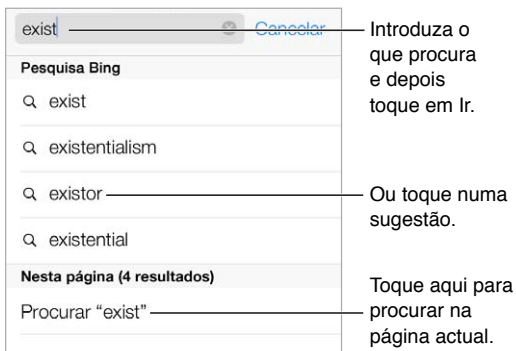 exist
Cancelar
Pesquisa Bing
exist
existentialism
existor
existential
Nesta página (4 resultados)
Procurar “exist”
Introduza o
que procura
e depois
toque em Ir.
Ou toque numa
sugestão.
Toque aqui para
procurar na
página actual.